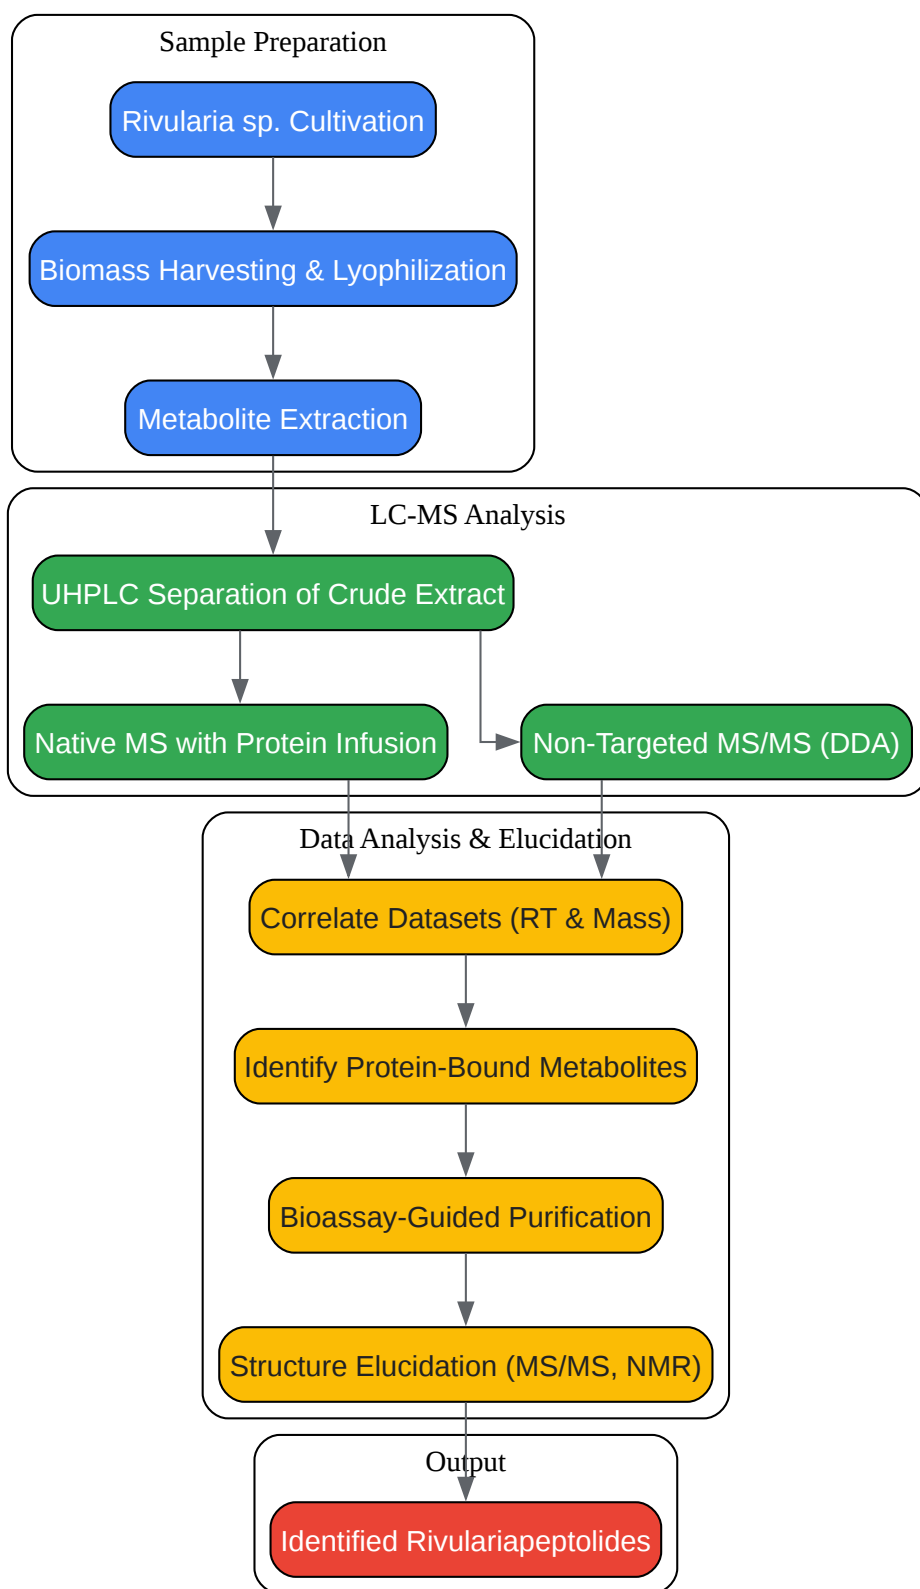 Sample Preparation
Rivularia sp. Cultivation
Biomass Harvesting & Lyophilization
Metabolite Extraction
LC-MS Analysis
UHPLC Separation of Crude Extract
Native MS with Protein Infusion
Non-Targeted MS/MS (DDA)
Data Analysis & Elucidation
Correlate Datasets (RT & Mass)
Identify Protein-Bound Metabolites
Bioassay-Guided Purification
Structure Elucidation (MS/MS, NMR)
Output
Identified Rivulariapeptolides